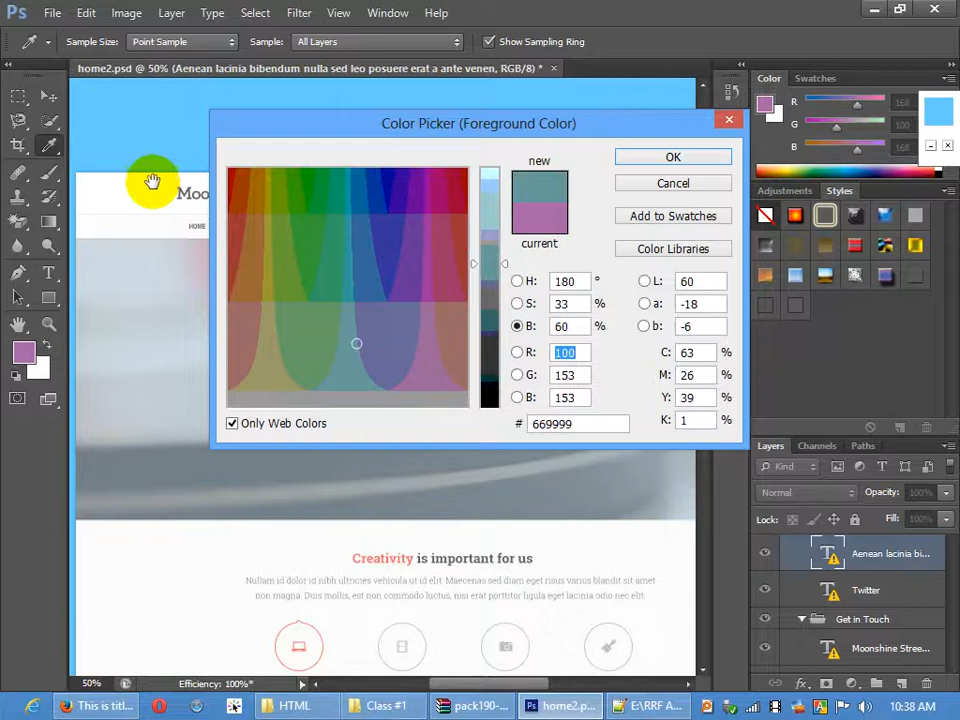 Ps File Edit Image Layer Type Select Filter View Window Help
Sample Size: Point Sample Sample: All Layers Show Sampling Ring
home2.psd @ 50% (Aenean lacinia bibendum nulla sed leo posuere erat a ante venen, RGB/8) *
Color Swatches
R 168
G 100
B 168
Adjustments Styles
Color Picker (Foreground Color)
new
current
OK
Cancel
Add to Swatches
Color Libraries
H: 180 °
S: 33 %
B: 60 %
R: 100
G: 153
B: 153
L: 60
a: -18
b: -6
C: 63 %
M: 26 %
Y: 39 %
K: 1 %
# 669999
Only Web Colors
Moo
HOME
Creativity is important for us
Nullam id dolor id nibh ultricies vehicula ut id elit. Maecenas sed diam eget risus varius blandit sit amet
non magna. Duis mollis, est non commodo luctus, nisi erat porttitor ligula eget lacinia odio sem.
50% Efficiency: 100%*
Layers Channels Paths
Kind
Normal Opacity: 100%
Lock: Fill: 100%
Aenean lacinia bi...
Twitter
Get in Touch
Moonshine Stree...
This is titl...
HTML
Class #1
pack190-...
home2.p...
E:\RRF A...
10:38 AM